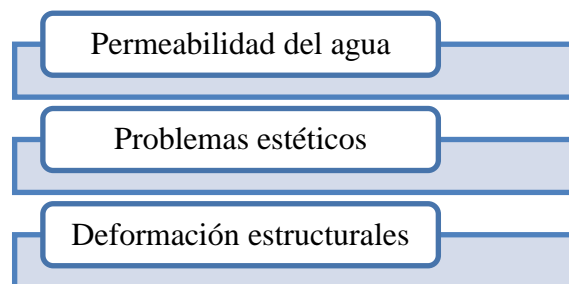 Permeabilidad del agua
Problemas estéticos
Deformación estructurales